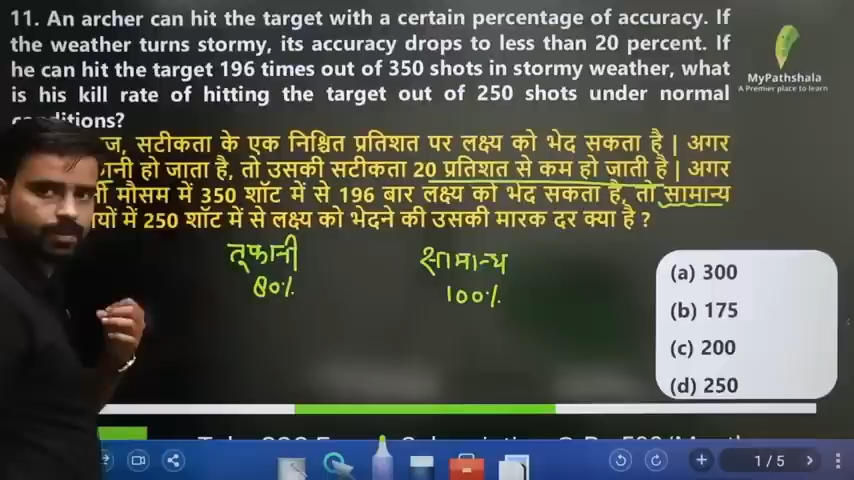 11. An archer can hit the target with a certain percentage of accuracy. If
the weather turns stormy, its accuracy drops to less than 20 percent. If
he can hit the target 196 times out of 350 shots in stormy weather, what
is his kill rate of hitting the target out of 250 shots under normal
MyPathshala
A Premier place to learn
सटीकता के एक निश्चित प्रतिशत पर लक्ष्य को भेद सकता है | अगर
हो जाता है, तो उसकी सटीकता 20 प्रतिशत से कम हो जाती है | अगर
मौसम में 350 शॉट में से 196 बार लक्ष्य को भेद सकता है, तो सामान्य
में 250 शॉट में से लक्ष्य को भेदने की उसकी मारक दर क्या है ?
तूफानी सामान्य
80% 100%
(a) 300
(b) 175
(c) 200
(d) 250
1 / 5